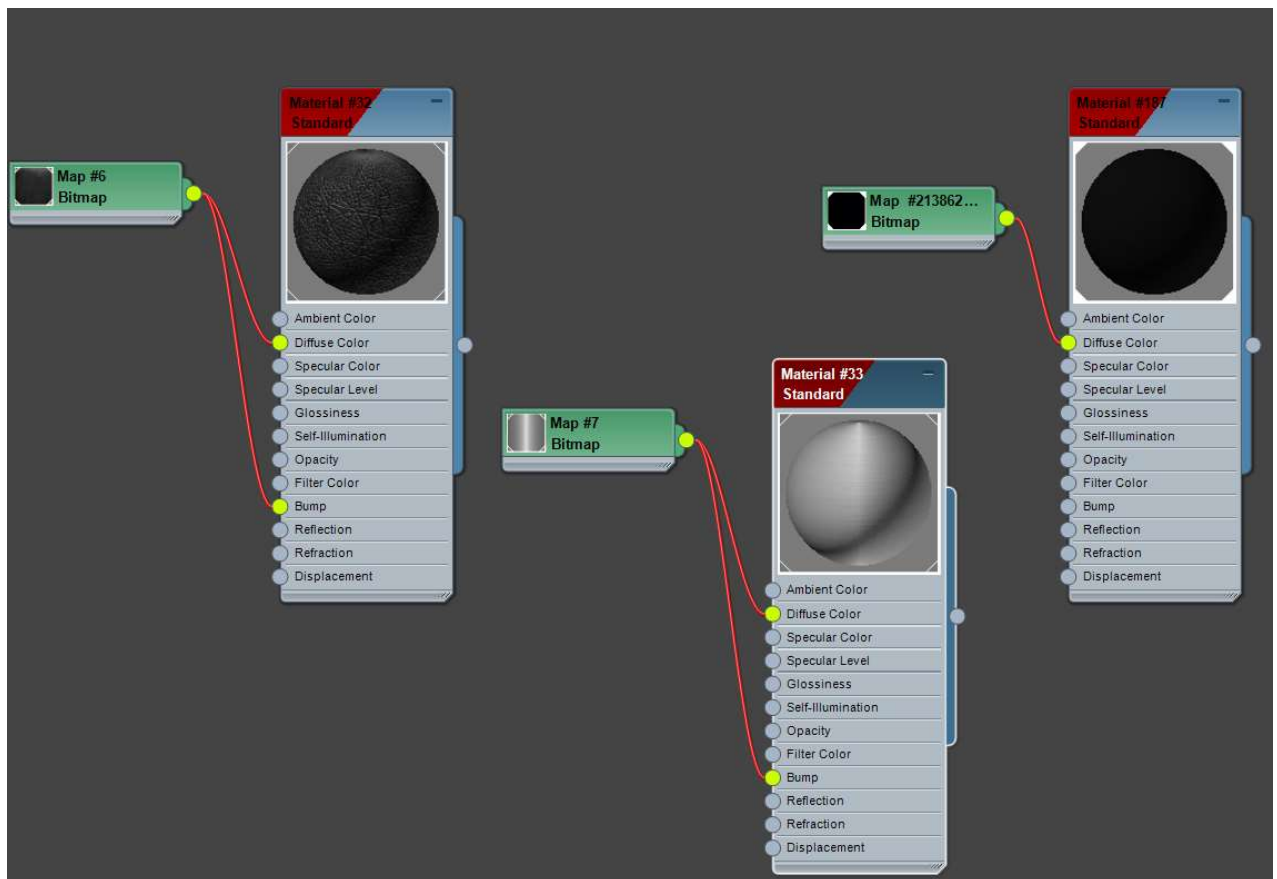 Material #32
Standard
Map #6
Bitmap
Ambient Color
Diffuse Color
Specular Color
Specular Level
Glossiness
Self-Illumination
Opacity
Filter Color
Bump
Reflection
Refraction
Displacement
Map #7
Bitmap
Material #33
Standard
Ambient Color
Diffuse Color
Specular Color
Specular Level
Glossiness
Self-Illumination
Opacity
Filter Color
Bump
Reflection
Refraction
Displacement
Map #213862...
Bitmap
Material #187
Standard
Ambient Color
Diffuse Color
Specular Color
Specular Level
Glossiness
Self-Illumination
Opacity
Filter Color
Bump
Reflection
Refraction
Displacement